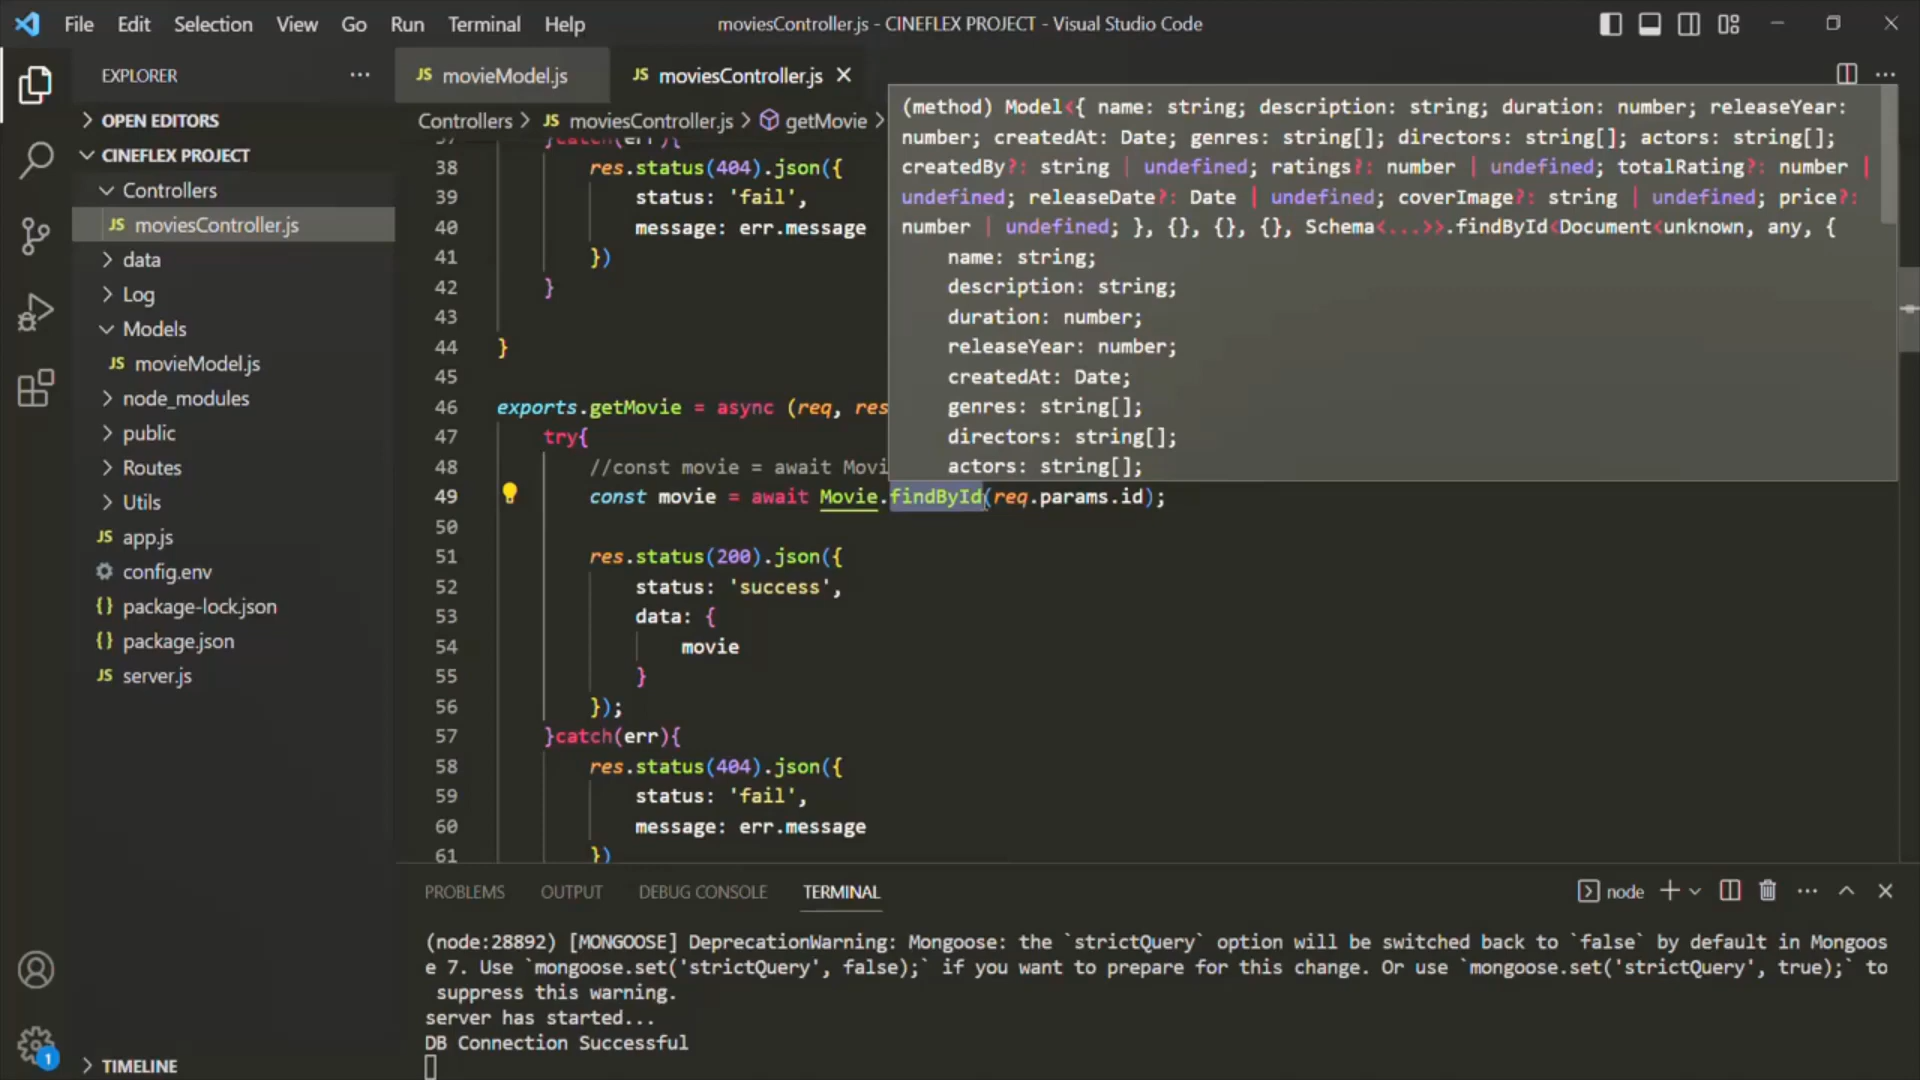 File Edit Selection View Go Run Terminal Help
moviesController.js - CINEFLEX PROJECT - Visual Studio Code
EXPLORER
OPEN EDITORS
CINEFLEX PROJECT
Controllers
JS moviesController.js
data
Log
Models
JS movieModel.js
node_modules
public
Routes
Utils
JS app.js
config.env
{} package-lock.json
{} package.json
JS server.js
TIMELINE
1
JS movieModel.js
JS moviesController.js
Controllers > JS moviesController.js > getMovie >
37 }catch(err){
38 res.status(404).json({
39 status: 'fail',
40 message: err.message
41 })
42 }
43
44 }
45
46 exports.getMovie = async (req, res
47 try{
48 //const movie = await Movi
49 const movie = await Movie.findById(req.params.id);
50
51 res.status(200).json({
52 status: 'success',
53 data: {
54 movie
55 }
56 });
57 }catch(err){
58 res.status(404).json({
59 status: 'fail',
60 message: err.message
61 })
(method) Model<{ name: string; description: string; duration: number; releaseYear:
number; createdAt: Date; genres: string[]; directors: string[]; actors: string[];
createdBy?: string | undefined; ratings?: number | undefined; totalRating?: number |
undefined; releaseDate?: Date | undefined; coverImage?: string | undefined; price?:
number | undefined; }, {}, {}, {}, Schema<...>>.findById<Document<unknown, any, {
name: string;
description: string;
duration: number;
releaseYear: number;
createdAt: Date;
genres: string[];
directors: string[];
actors: string[];
PROBLEMS OUTPUT DEBUG CONSOLE TERMINAL
node
(node:28892) [MONGOOSE] DeprecationWarning: Mongoose: the `strictQuery` option will be switched back to `false` by default in Mongoos
e 7. Use `mongoose.set('strictQuery', false);` if you want to prepare for this change. Or use `mongoose.set('strictQuery', true);` to
suppress this warning.
server has started...
DB Connection Successful